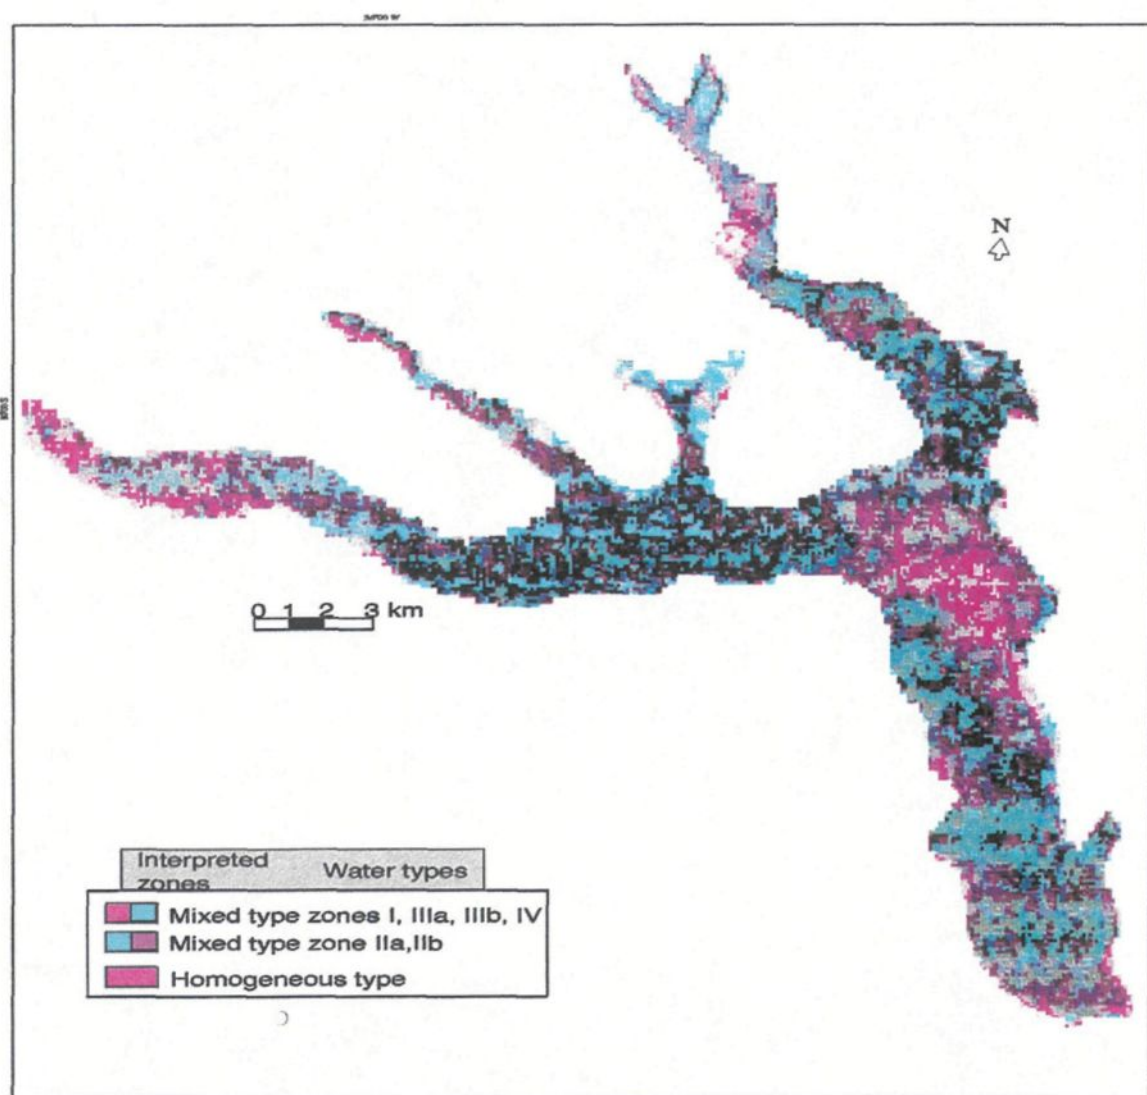 N
0 1 2 3 km
Interpreted zones Water types
Mixed type zones I, IIIa, IIIb, IV
Mixed type zone IIa,IIb
Homogeneous type